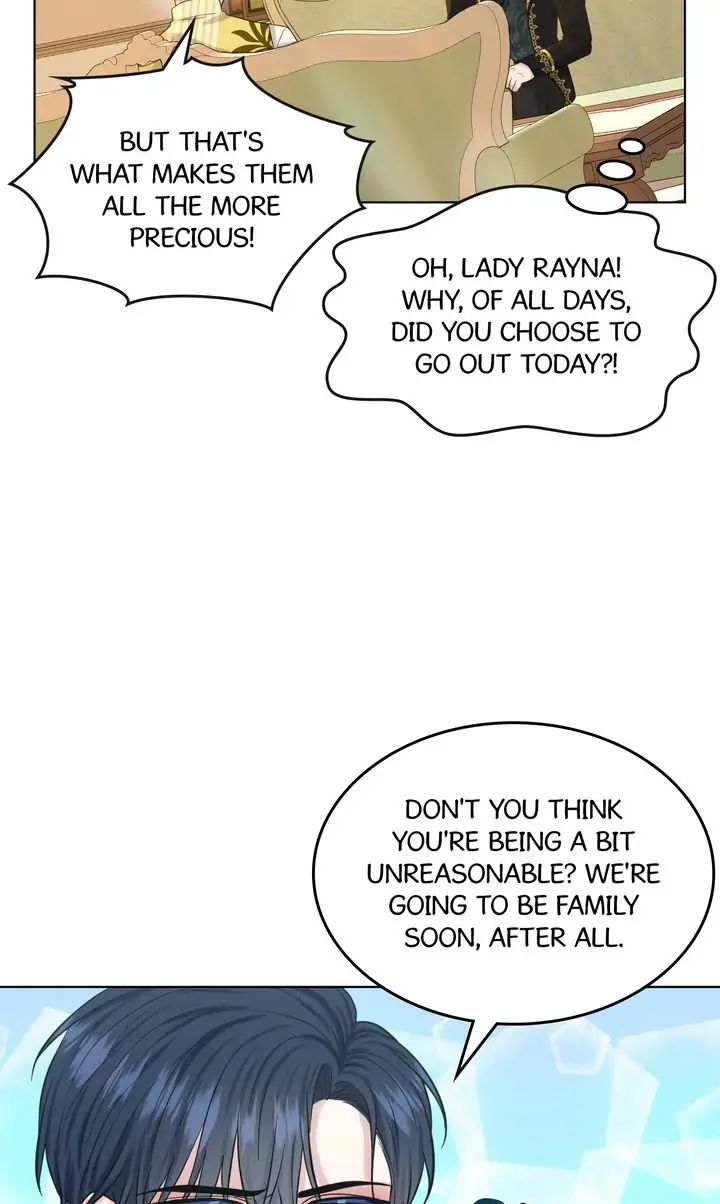 BUT THAT'S
WHAT MAKES THEM
ALL THE MORE
PRECIOUS!
OH, LADY RAYNA!
WHY, OF ALL DAYS,
DID YOU CHOOSE TO
GO OUT TODAY?!
DON'T YOU THINK
YOU'RE BEING A BIT
UNREASONABLE? WE'RE
GOING TO BE FAMILY
SOON, AFTER ALL.